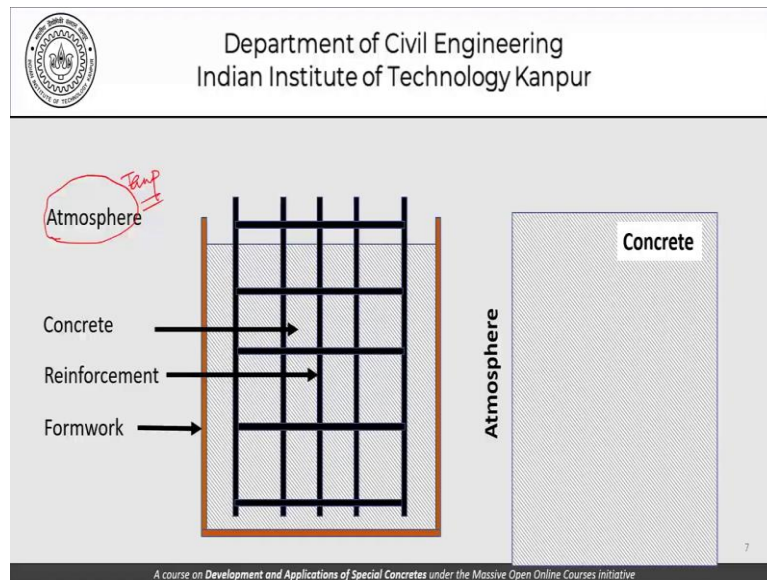 Department of Civil Engineering
Indian Institute of Technology Kanpur
Temp
Atmosphere
Concrete
Reinforcement
Formwork
Concrete
Atmosphere
7
A course on Development and Applications of Special Concretes under the Massive Open Online Courses initiative